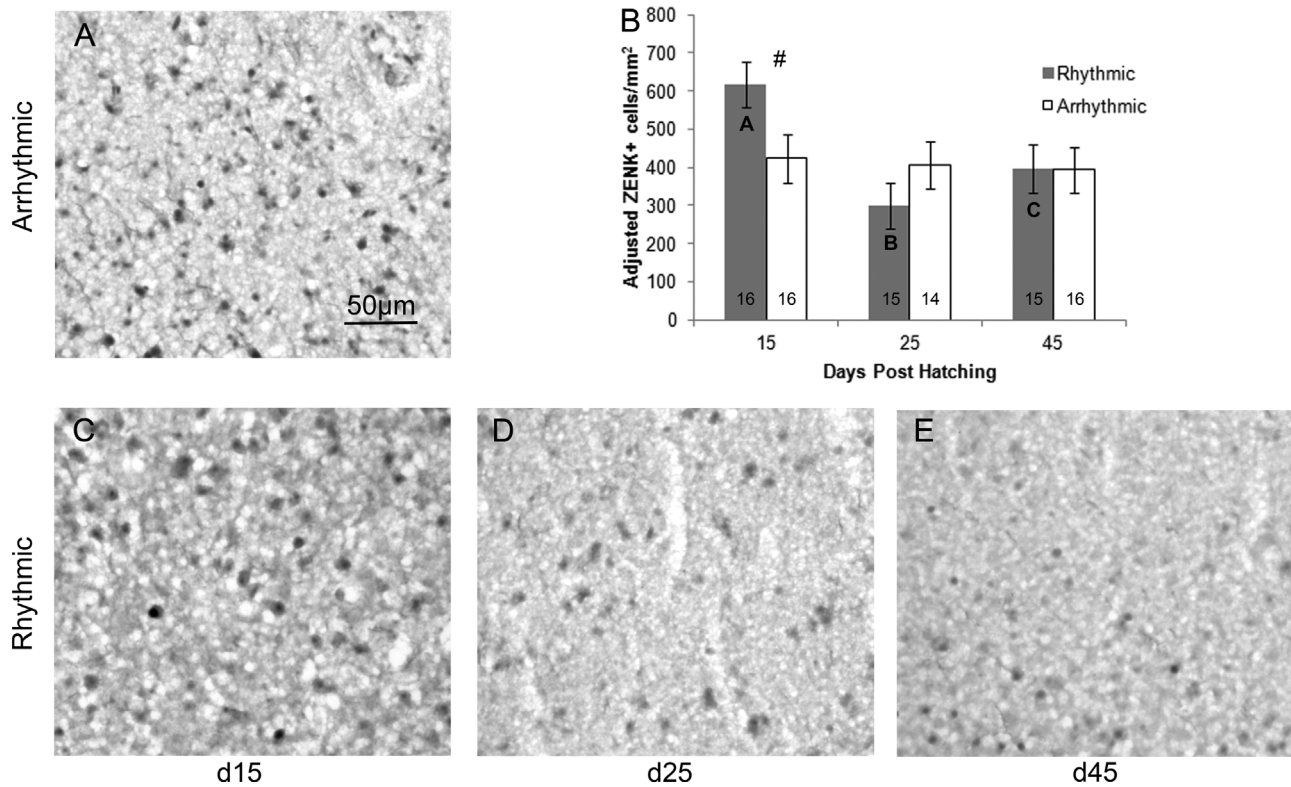 A
Arrhythmic
50µm
B
800
700
600
500
400
300
200
100
0
Adjusted ZENK+ cells/mm²
#
Rhythmic
Arrhythmic
A
B
C
16
16
15
14
15
16
15
25
45
Days Post Hatching
C
D
E
Rhythmic
d15
d25
d45